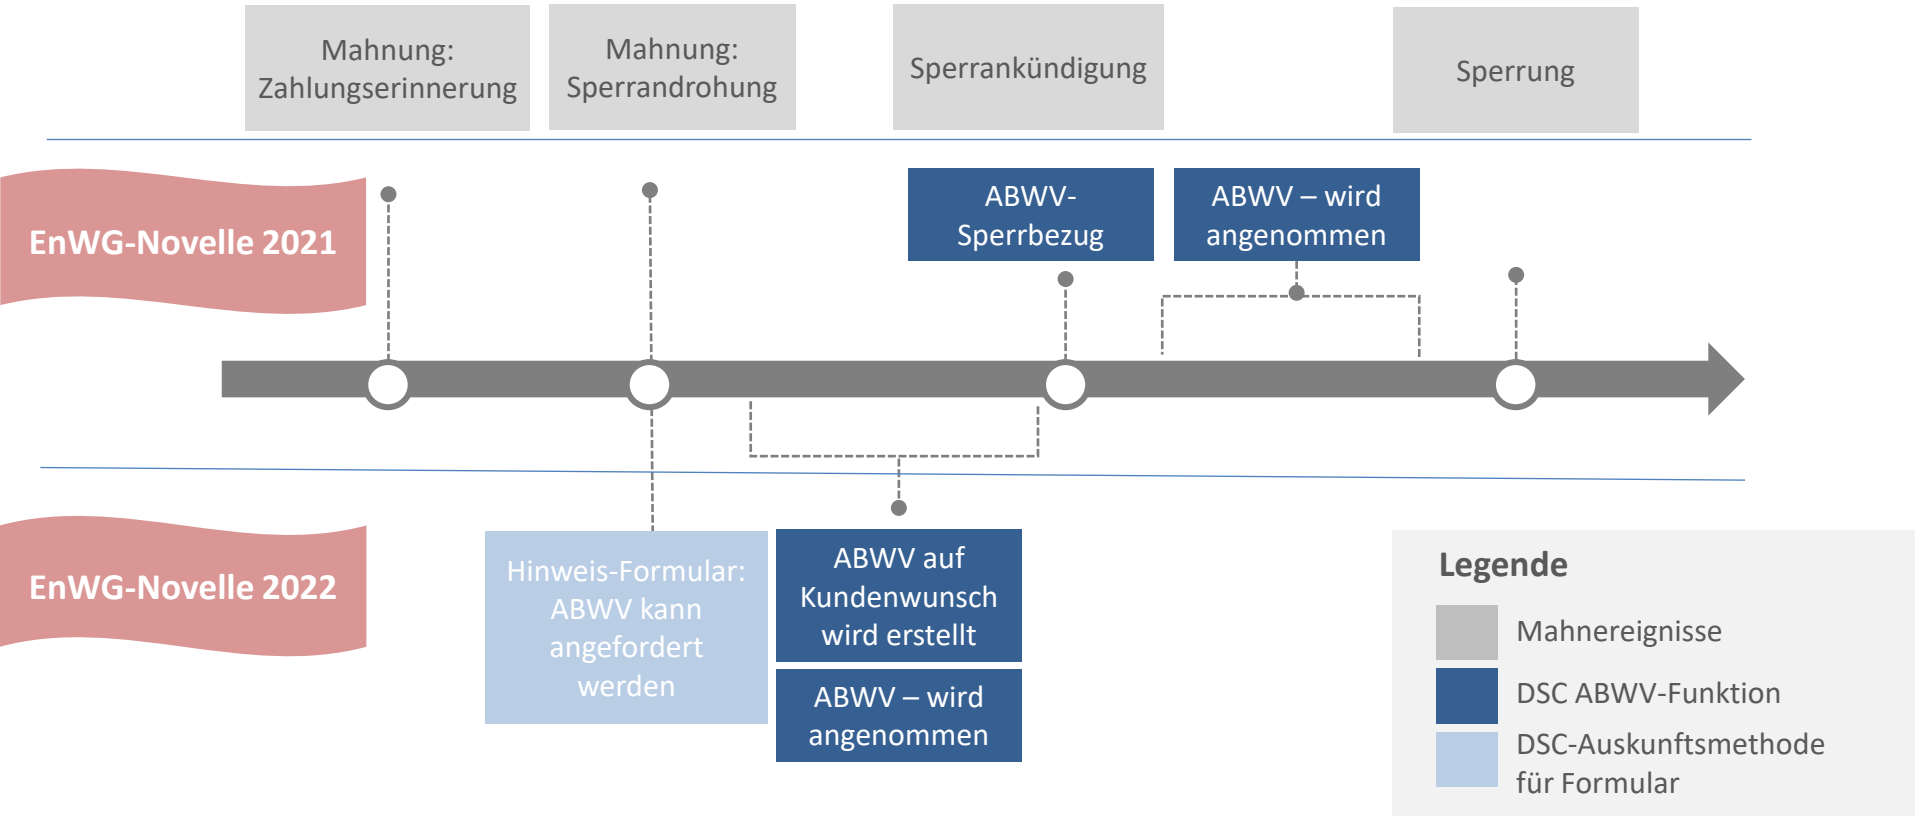 Mahnung:
Zahlungserinnerung
Mahnung:
Sperrandrohung
Sperrankündigung
Sperrung
EnWG-Novelle 2021
ABWV-
Sperrbezug
ABWV – wird
angenommen
EnWG-Novelle 2022
Hinweis-Formular:
ABWV kann
angefordert
werden
ABWV auf
Kundenwunsch
wird erstellt
ABWV – wird
angenommen
Legende
Mahnereignisse
DSC ABWV-Funktion
DSC-Auskunftsmethode
für Formular